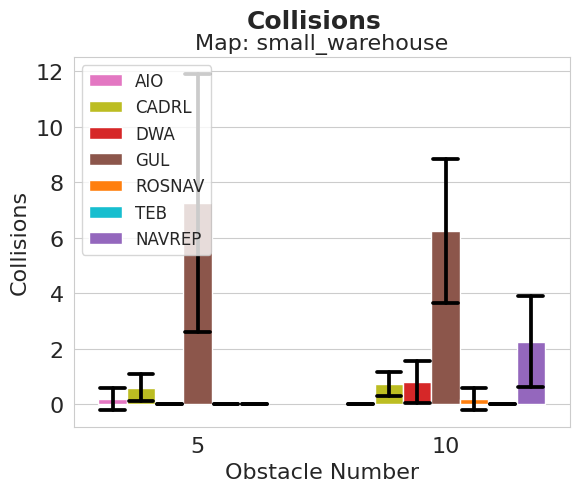 Collisions
Map: small_warehouse
12
10
8
6
4
2
0
Collisions
AIO
CADRL
DWA
GUL
ROSNAV
TEB
NAVREP
5
10
Obstacle Number